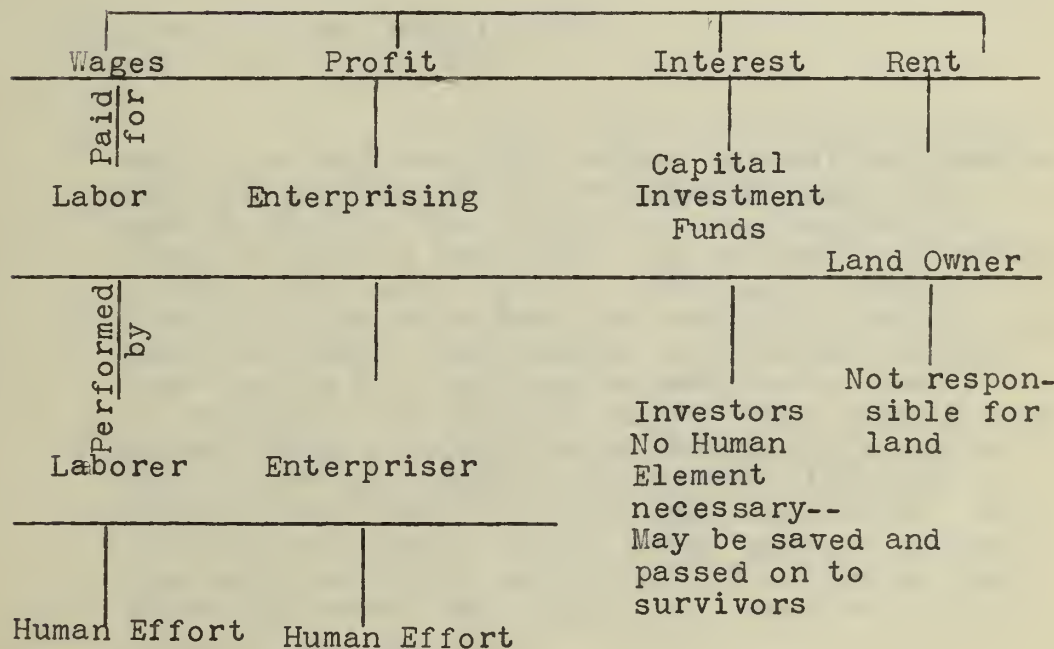 Wages Profit Interest Rent
Paid for
Labor Enterprising
Capital
Investment
Funds
Land Owner
Performed by
Laborer Enterpriser
Investors
No Human
Element
necessary--
May be saved and
passed on to
survivors
Not respon-
sible for
land
Human Effort Human Effort